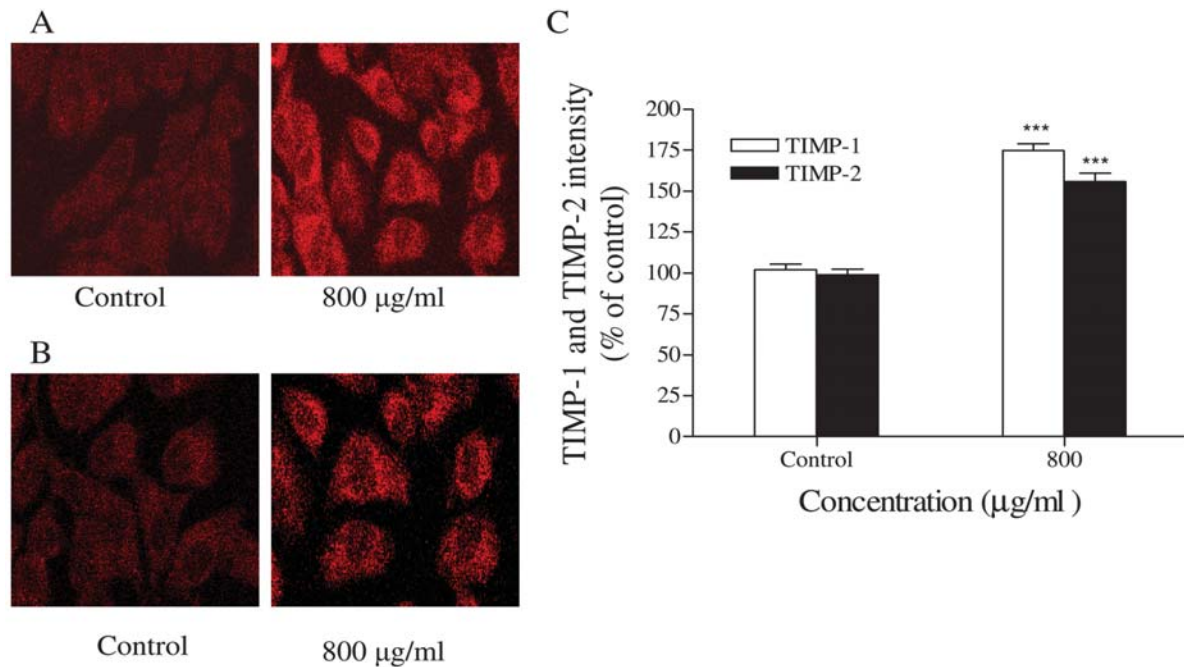 A
Control
800 μg/ml
B
Control
800 μg/ml
C
TIMP-1 and TIMP-2 intensity
(% of control)
200
175
150
125
100
75
50
25
0
TIMP-1
TIMP-2
***
***
Control
800
Concentration (μg/ml )